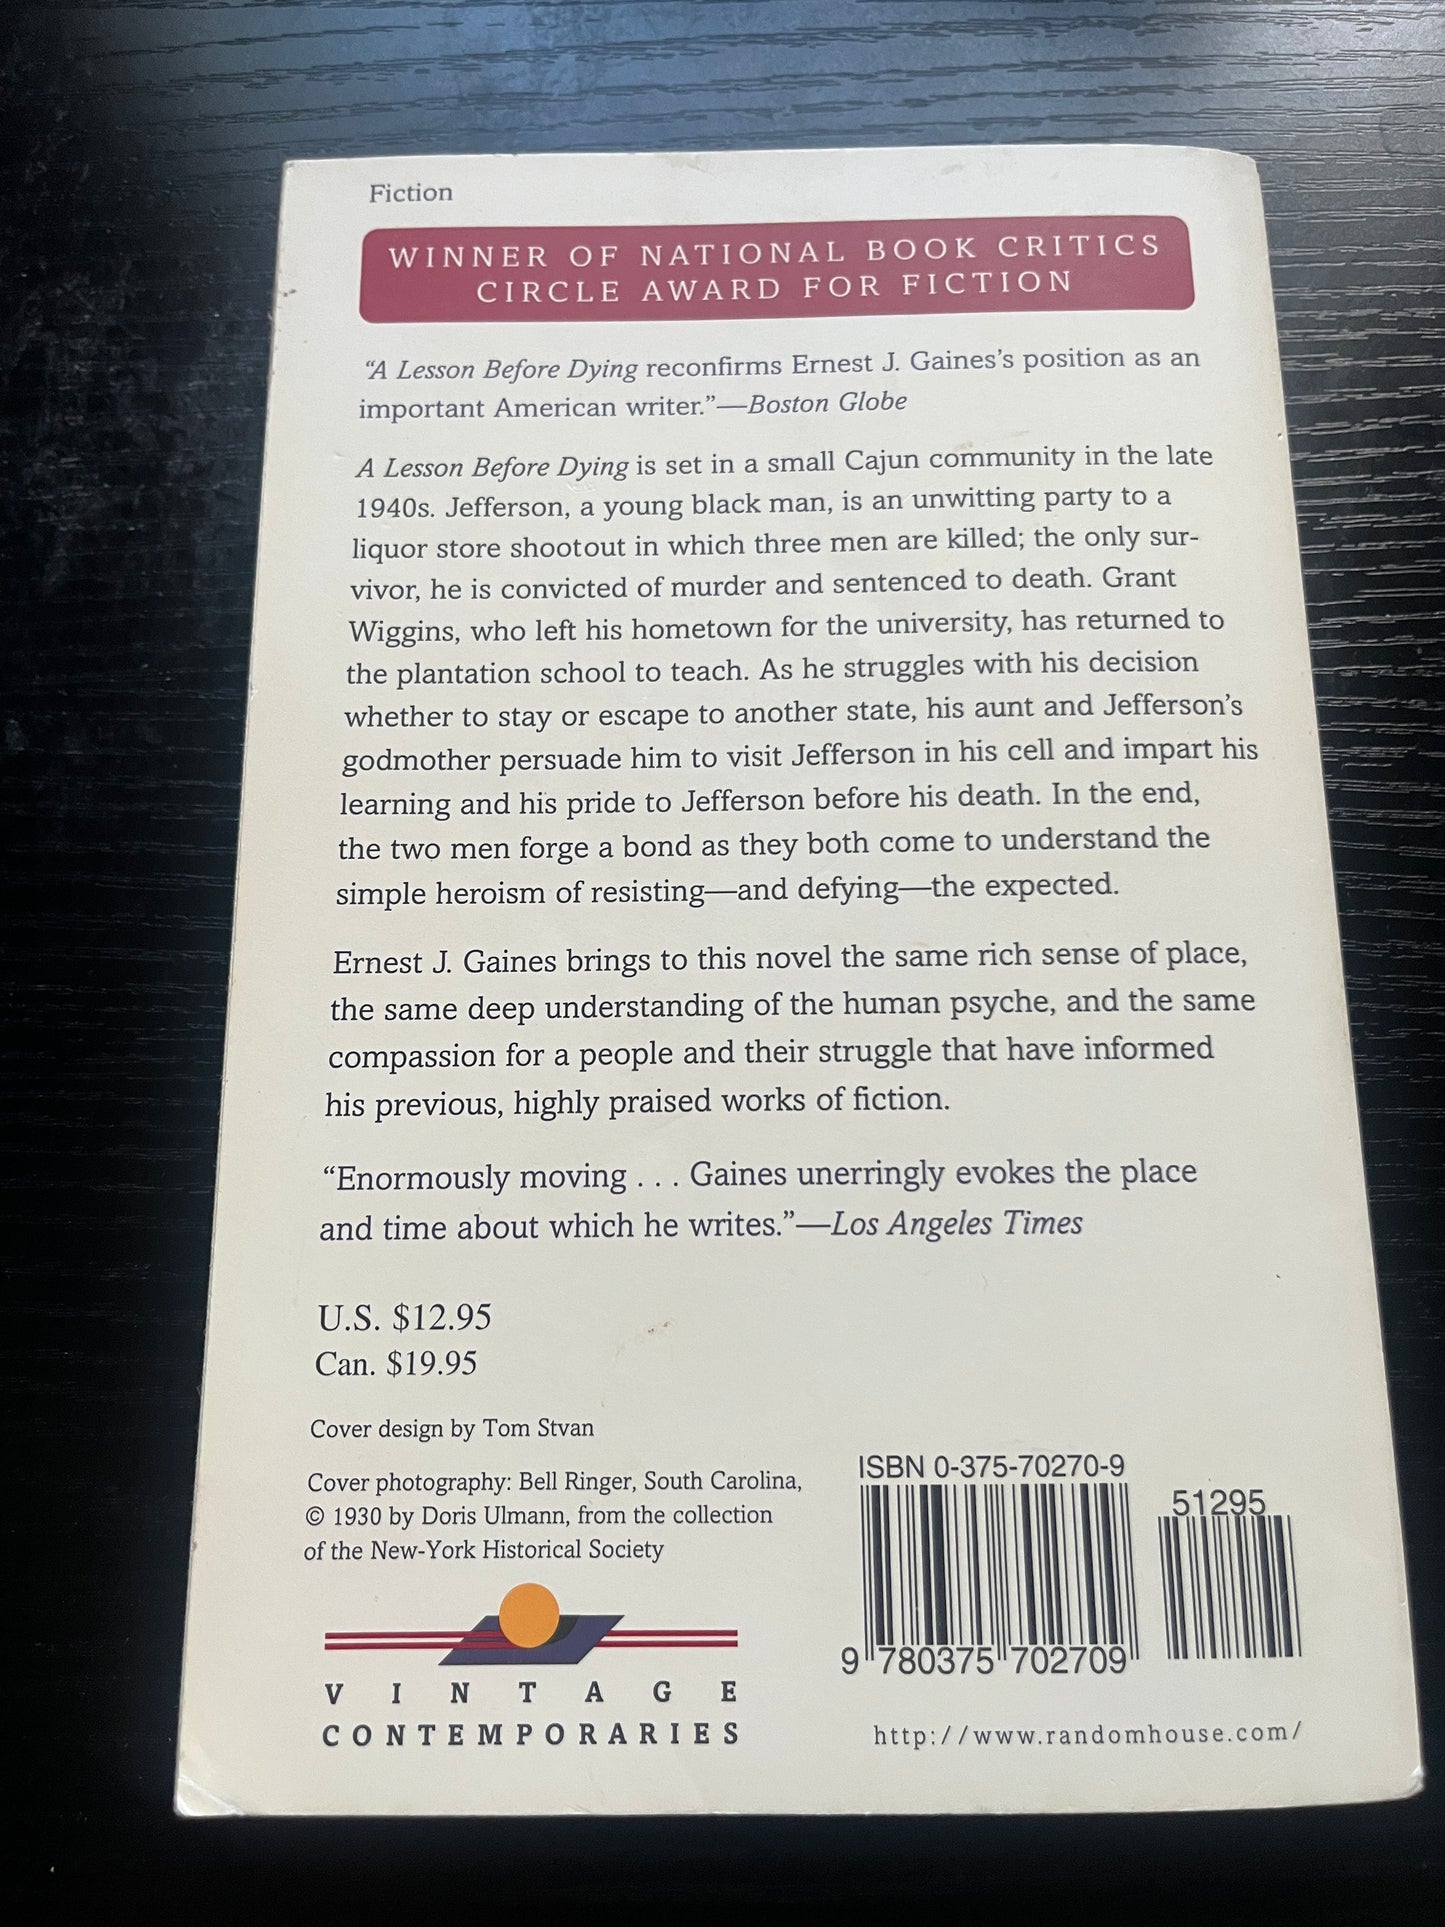 Fiction
WINNER OF NATIONAL BOOK CRITICS
CIRCLE AWARD FOR FICTION
“A Lesson Before Dying reconfirms Ernest J. Gaines’s position as an
important American writer.”—Boston Globe
A Lesson Before Dying is set in a small Cajun community in the late
1940s. Jefferson, a young black man, is an unwitting party to a
liquor store shootout in which three men are killed; the only sur-
vivor, he is convicted of murder and sentenced to death. Grant
Wiggins, who left his hometown for the university, has returned to
the plantation school to teach. As he struggles with his decision
whether to stay or escape to another state, his aunt and Jefferson’s
godmother persuade him to visit Jefferson in his cell and impart his
learning and his pride to Jefferson before his death. In the end,
the two men forge a bond as they both come to understand the
simple heroism of resisting—and defying—the expected.
Ernest J. Gaines brings to this novel the same rich sense of place,
the same deep understanding of the human psyche, and the same
compassion for a people and their struggle that have informed
his previous, highly praised works of fiction.
“Enormously moving . . . Gaines unerringly evokes the place
and time about which he writes.”—Los Angeles Times
U.S. $12.95
Can. $19.95
Cover design by Tom Stvan
Cover photography: Bell Ringer, South Carolina,
© 1930 by Doris Ulmann, from the collection
of the New-York Historical Society
VINTAGE
CONTEMPORARIES
ISBN 0-375-70270-9
51295
9 780375 702709
http://www.randomhouse.com/